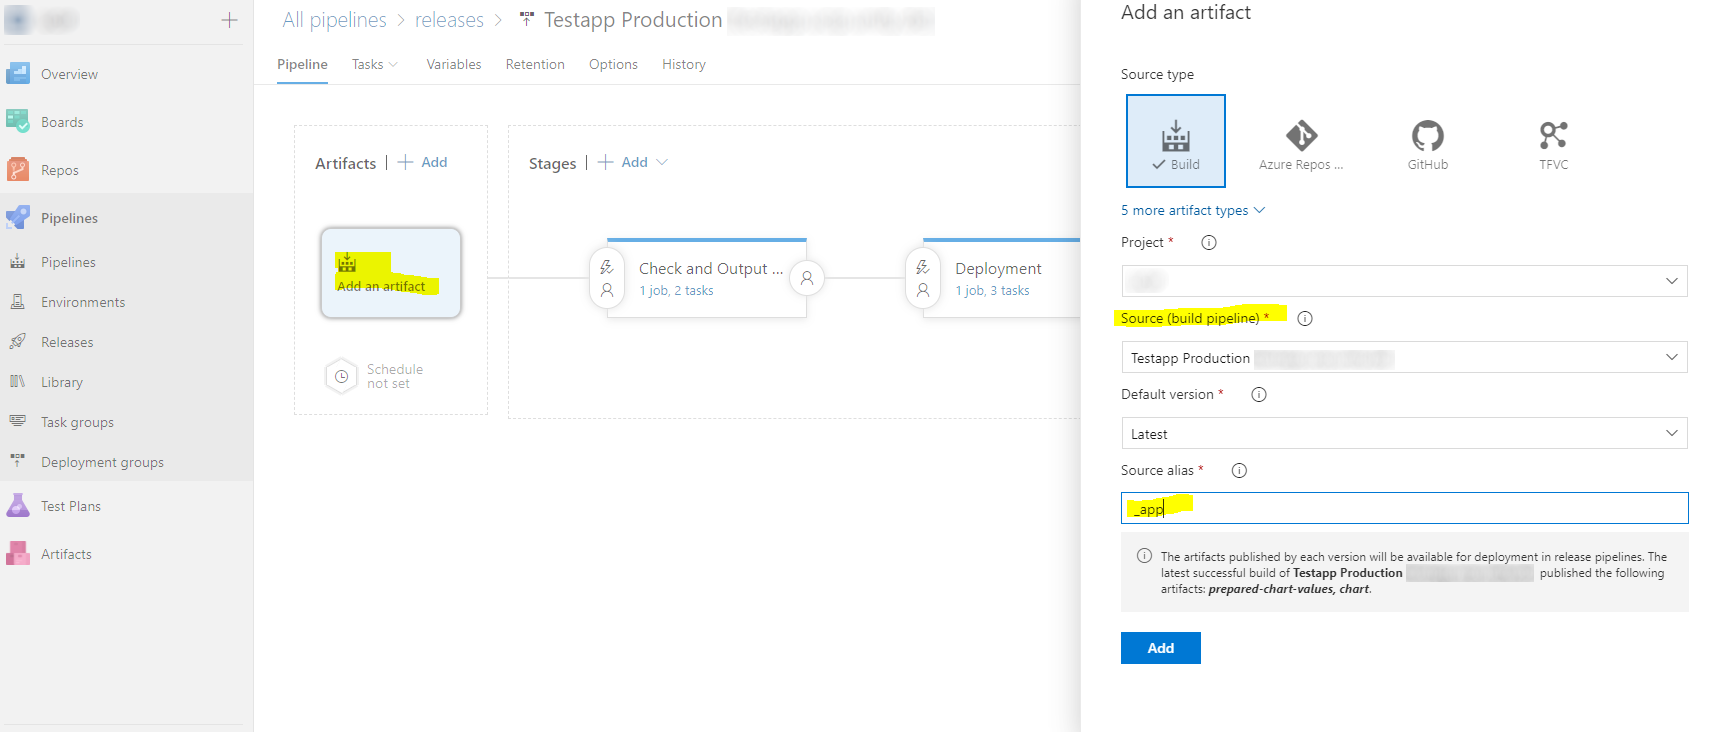 All pipelines > releases > Testapp Production
Pipeline Tasks Variables Retention Options History
Overview
Boards
Repos
Pipelines
Pipelines
Environments
Releases
Library
Task groups
Deployment groups
Test Plans
Artifacts
Artifacts | + Add
Add an artifact
Schedule
not set
Stages | + Add
Check and Output ...
1 job, 2 tasks
Deployment
1 job, 3 tasks
Add an artifact
Source type
Build
Azure Repos ...
GitHub
TFVC
5 more artifact types
Project *
Source (build pipeline) *
Testapp Production
Default version *
Latest
Source alias *
_app
The artifacts published by each version will be available for deployment in release pipelines. The
latest successful build of Testapp Production published the following
artifacts: prepared-chart-values, chart.
Add